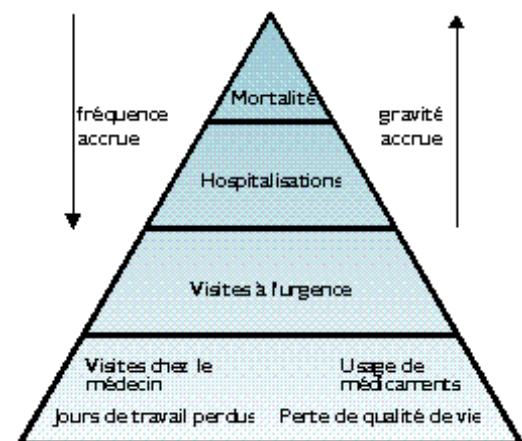 Mortalité
fréquence
accrue
gravité
accrue
Hospitalisations
Visites à l'urgence
Visites chez le
médecin
Usage de
médicaments
Jours de travail perdus
Perte de qualité de vie